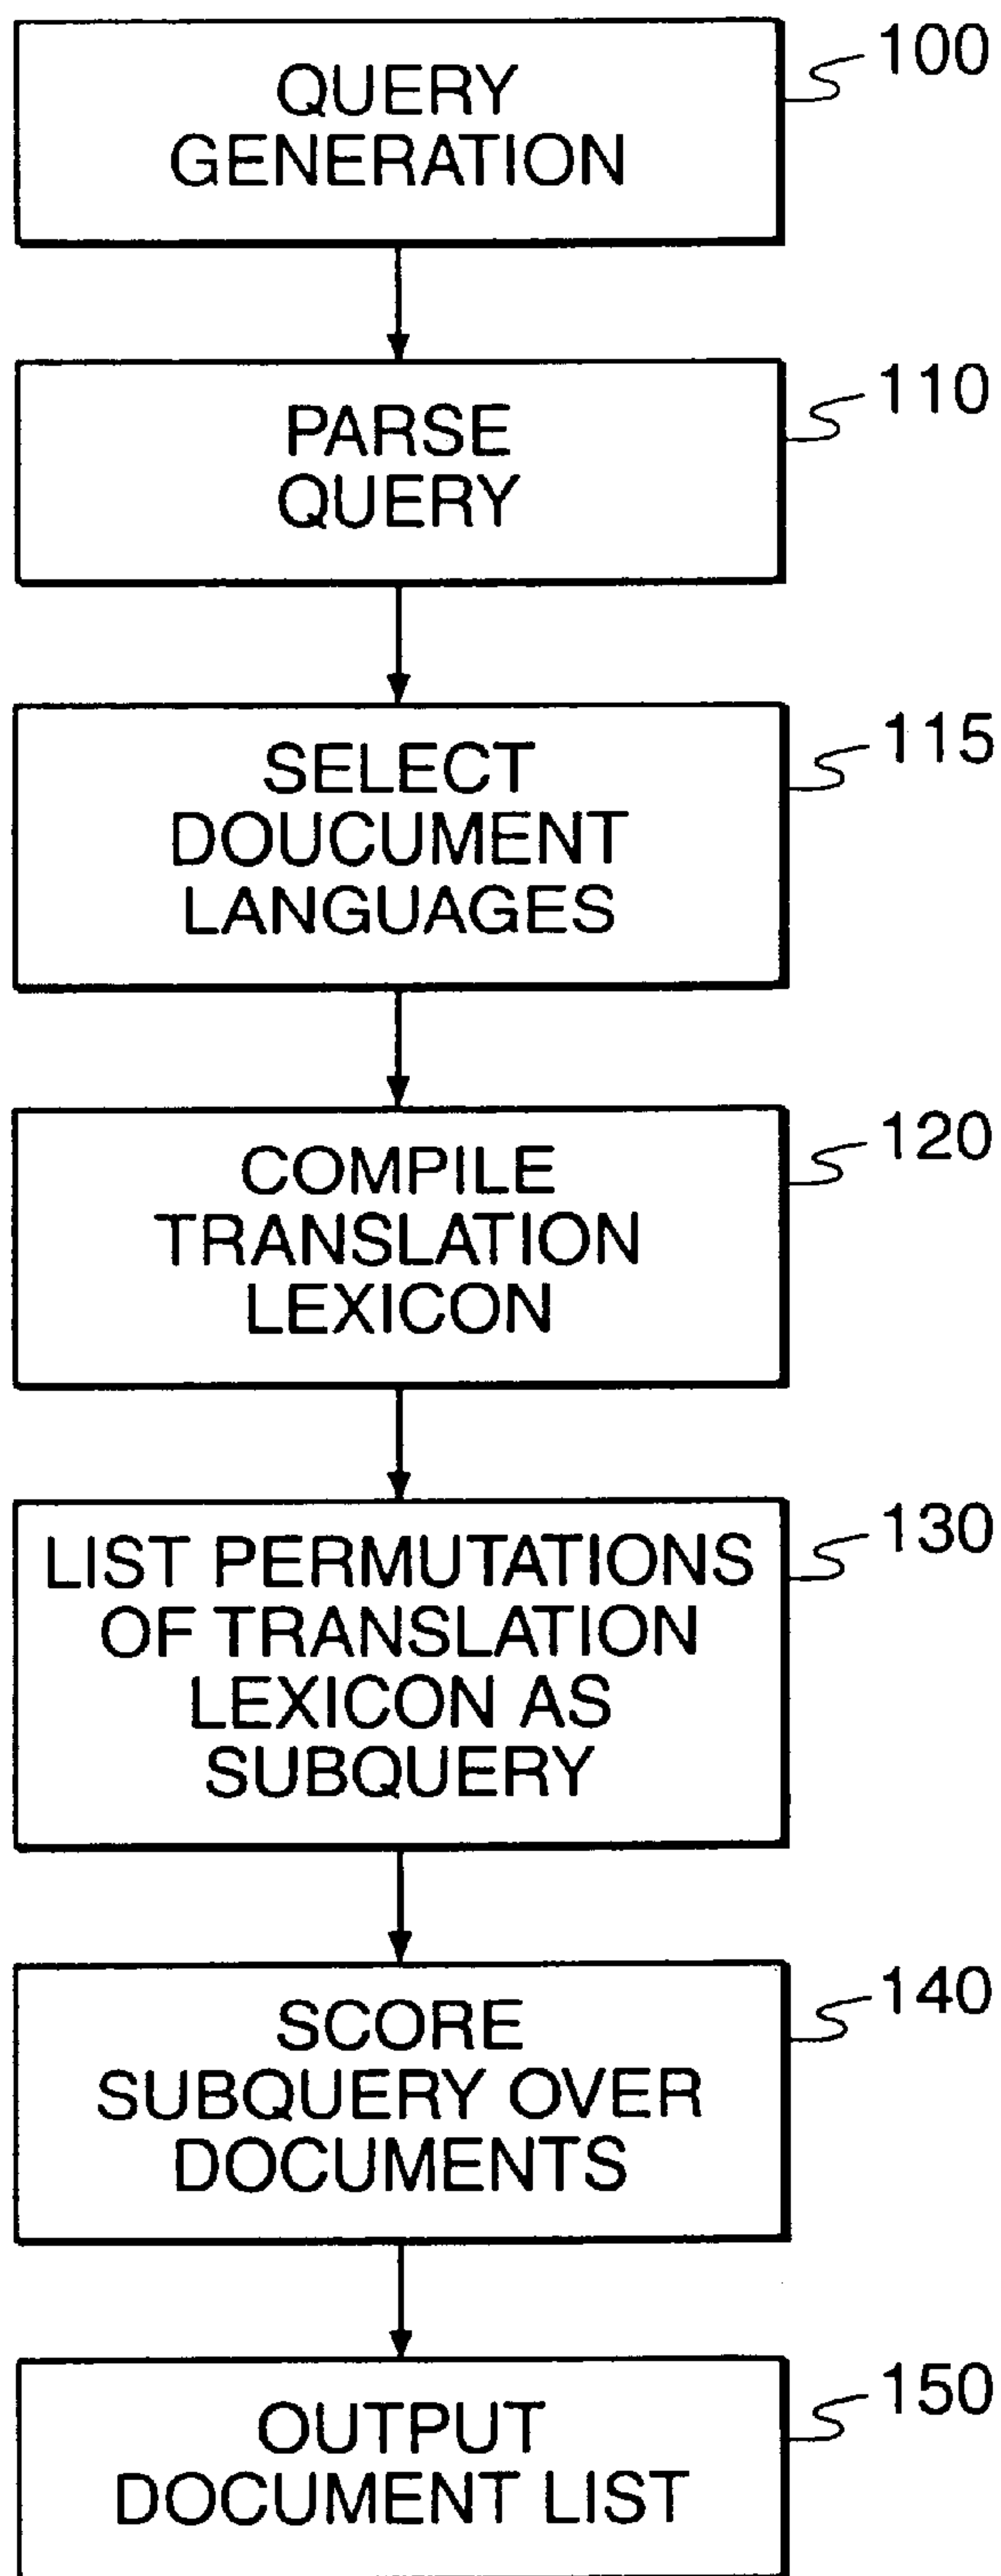 QUERY
GENERATION
100
PARSE
QUERY
110
SELECT
DOUCUMENT
LANGUAGES
115
COMPILE
TRANSLATION
LEXICON
120
LIST PERMUTATIONS
OF TRANSLATION
LEXICON AS
SUBQUERY
130
SCORE
SUBQUERY OVER
DOCUMENTS
140
OUTPUT
DOCUMENT LIST
150